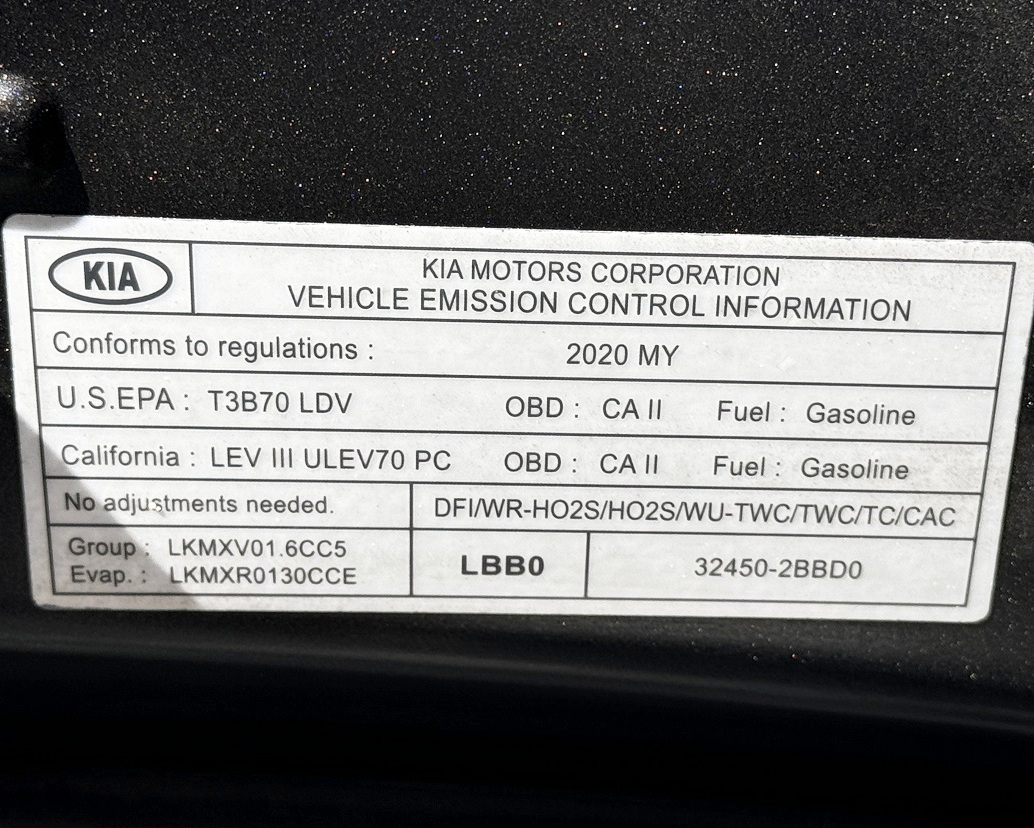 KIA
KIA MOTORS CORPORATION
VEHICLE EMISSION CONTROL INFORMATION
Conforms to regulations : 2020 MY
U.S.EPA : T3B70 LDV OBD : CA II Fuel : Gasoline
California : LEV III ULEV70 PC OBD : CA II Fuel : Gasoline
No adjustments needed. DFI/WR-HO2S/HO2S/WU-TWC/TWC/TC/CAC
Group : LKMXV01.6CC5
Evap. : LKMXR0130CCE
LBB0
32450-2BBD0